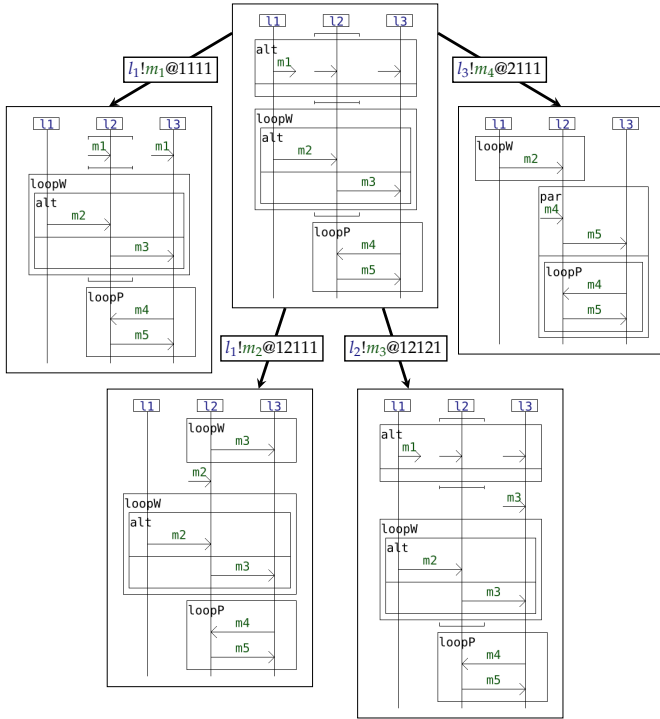 l1 l2 l3
alt
m1
loopW
alt
m2
m3
loopP
m4
m5
l₁!m₁@1111
l₃!m₄@2111
l1 l2 l3
m1 m1
loopW
alt
m2
m3
loopP
m4
m5
l1 l2 l3
loopW
m2
par
m4
m5
loopP
m4
m5
l₁!m₂@12111
l₂!m₃@12121
l1 l2 l3
loopW
m3
m2
loopW
alt
m2
m3
loopP
m4
m5
l1 l2 l3
alt
m1
m3
loopW
alt
m2
m3
loopP
m4
m5